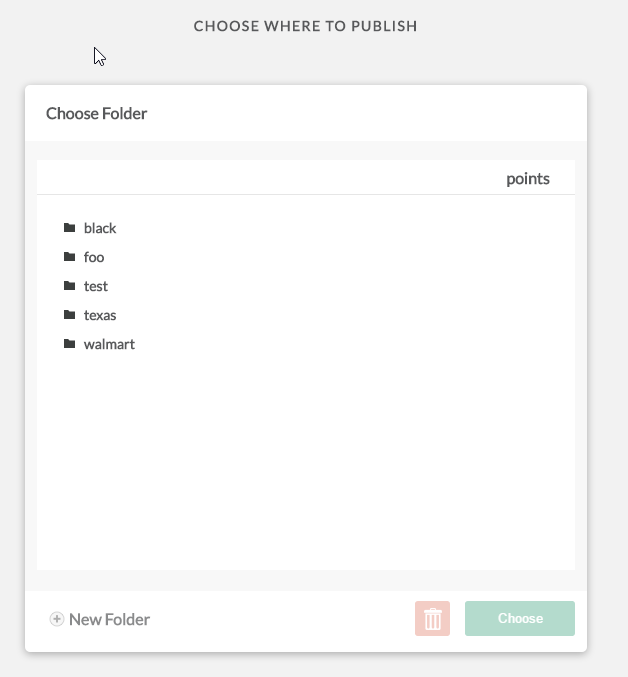 CHOOSE WHERE TO PUBLISH
Choose Folder
points
black
foo
test
texas
walmart
New Folder
Choose